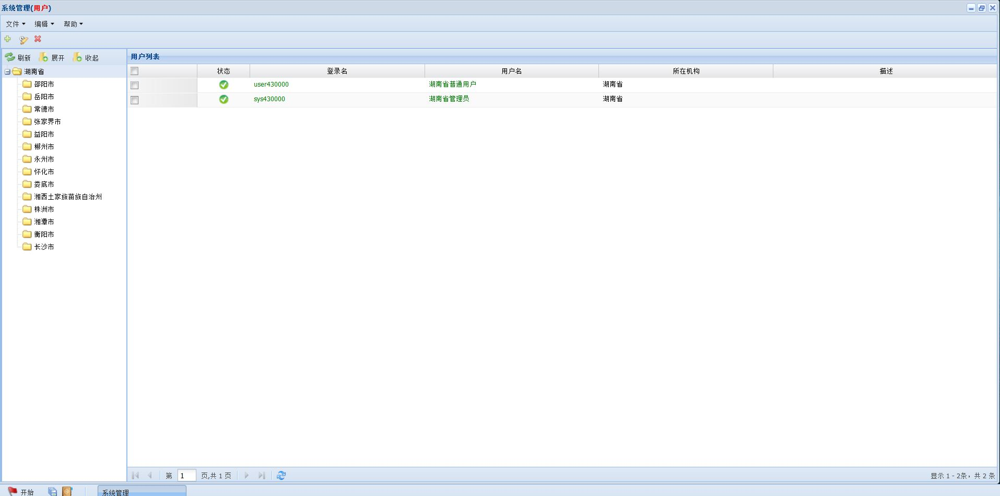 系统管理(用户)
文件 编辑 帮助
刷新 展开 收起
湖南省
邵阳市
岳阳市
常德市
张家界市
益阳市
郴州市
永州市
怀化市
娄底市
湘西土家族苗族自治州
株洲市
湘潭市
衡阳市
长沙市
用户列表
状态 登录名 用户名 所在机构 描述
user430000 湖南省普通用户 湖南省
sys430000 湖南省管理员 湖南省
第 1 页,共 1 页
显示 1 - 2条，共 2 条
开始 系统管理